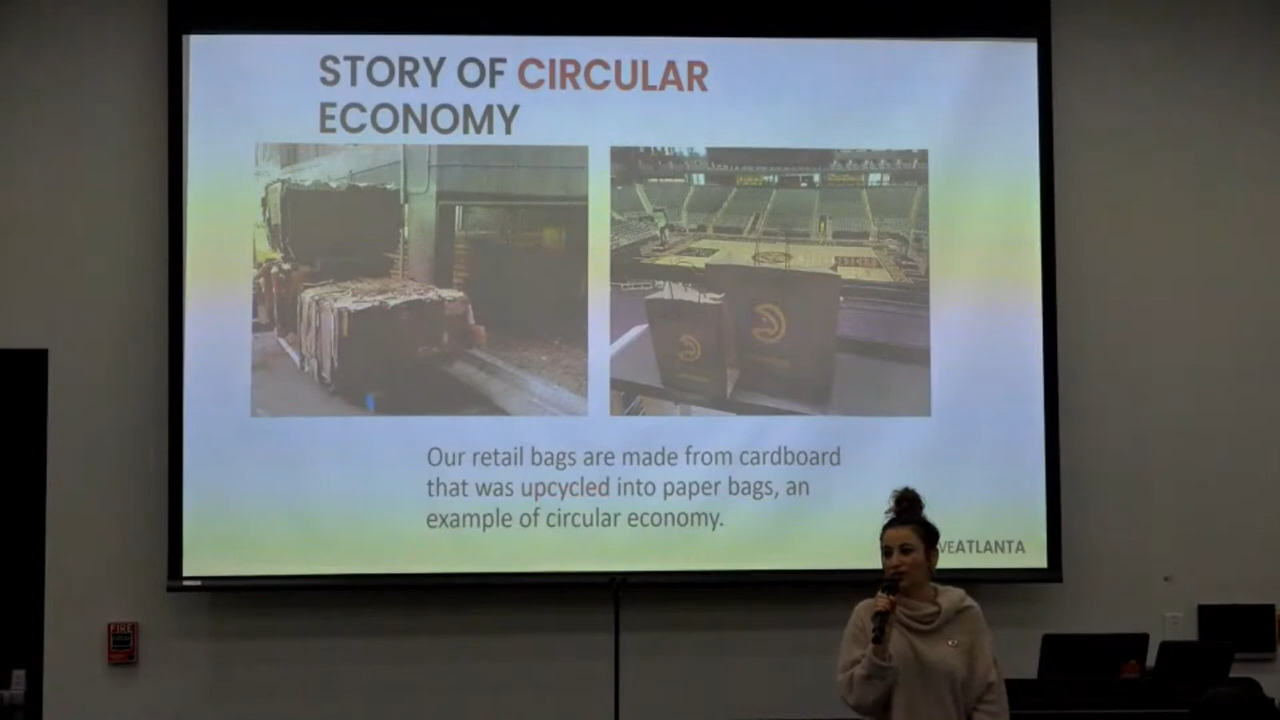 STORY OF CIRCULAR
ECONOMY
Our retail bags are made from cardboard
that was upcycled into paper bags, an
example of circular economy.
VEATLANTA
FIRE